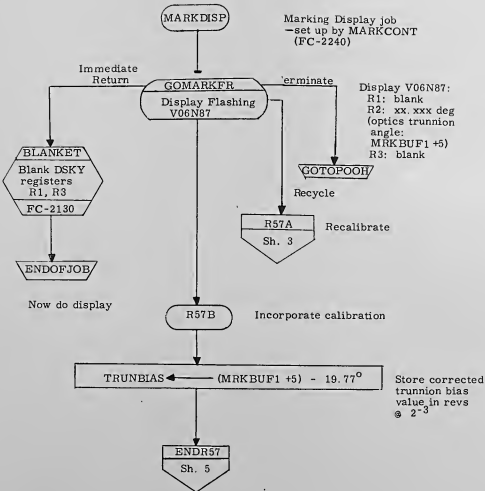 MARKDISP
Marking Display job
—set up by MARKCONT
(FC-2240)
Immediate
Return
GOMARKFR
Display Flashing
V06N87
'erminate
Display V06N87:
R1: blank
R2: xx.xxx deg
(optics trunnion
angle:
MRKBUF1 +5)
R3: blank
BLANKET
Blank DSKY
registers
R1, R3
FC-2130
GOTOPOOH
Recycle
R57A
Sh. 3
Recalibrate
ENDOFJOB
Now do display
R57B
Incorporate calibration
TRUNBIAS ← (MRKBUF1 +5) - 19.77°
Store corrected
trunnion bias
value in revs
@ 2⁻³
ENDR57
Sh. 5